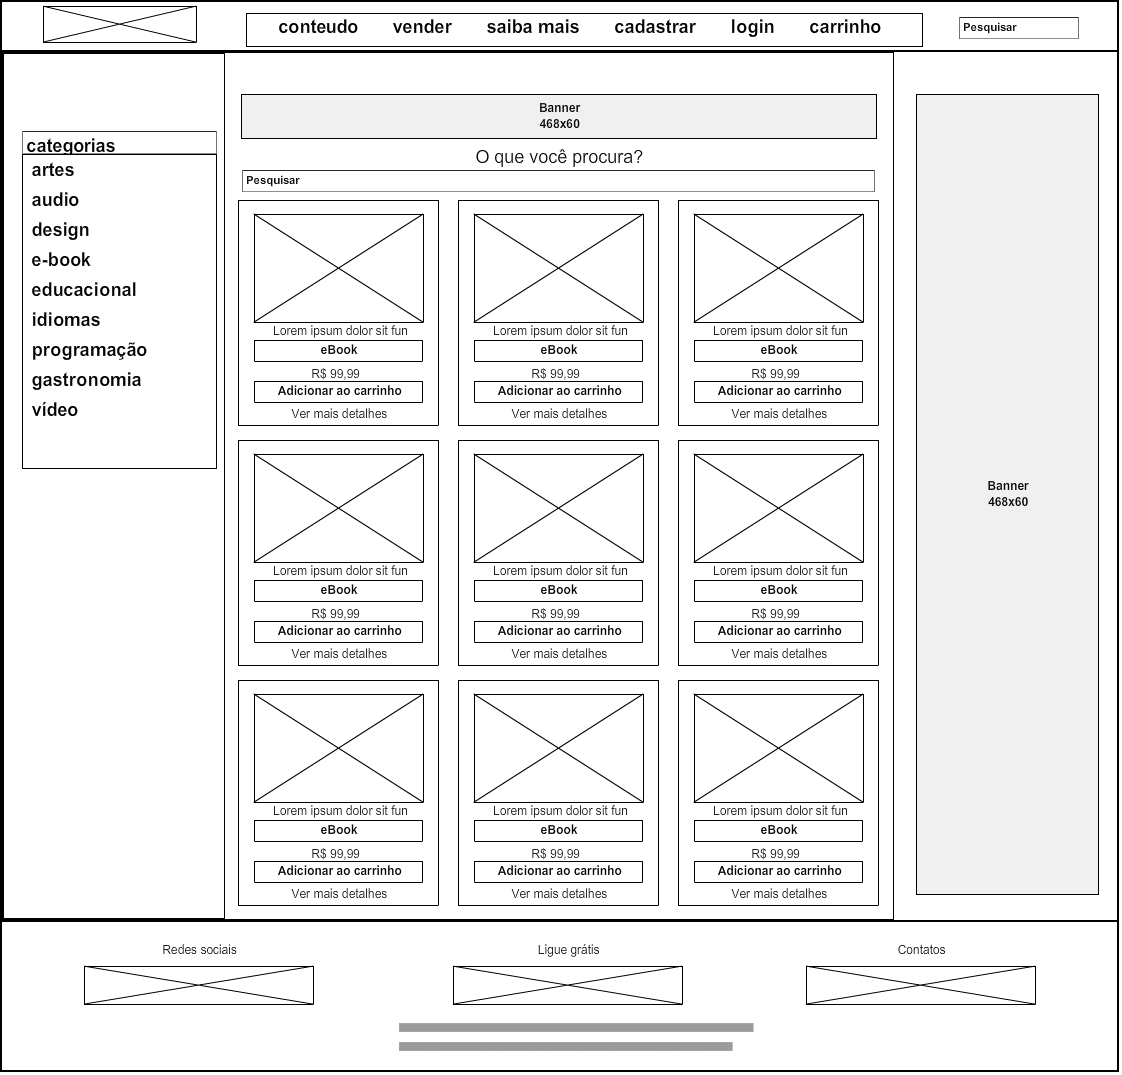 conteudo vender saiba mais cadastrar login carrinho
Pesquisar
categorias
artes
audio
design
e-book
educacional
idiomas
programação
gastronomia
vídeo
Banner
468x60
O que você procura?
Pesquisar
Lorem ipsum dolor sit fun Lorem ipsum dolor sit fun Lorem ipsum dolor sit fun
eBook eBook eBook
R$ 99,99 R$ 99,99 R$ 99,99
Adicionar ao carrinho Adicionar ao carrinho Adicionar ao carrinho
Ver mais detalhes Ver mais detalhes Ver mais detalhes
Lorem ipsum dolor sit fun Lorem ipsum dolor sit fun Lorem ipsum dolor sit fun
eBook eBook eBook
R$ 99,99 R$ 99,99 R$ 99,99
Adicionar ao carrinho Adicionar ao carrinho Adicionar ao carrinho
Ver mais detalhes Ver mais detalhes Ver mais detalhes
Lorem ipsum dolor sit fun Lorem ipsum dolor sit fun Lorem ipsum dolor sit fun
eBook eBook eBook
R$ 99,99 R$ 99,99 R$ 99,99
Adicionar ao carrinho Adicionar ao carrinho Adicionar ao carrinho
Ver mais detalhes Ver mais detalhes Ver mais detalhes
Banner
468x60
Redes sociais Ligue grátis Contatos